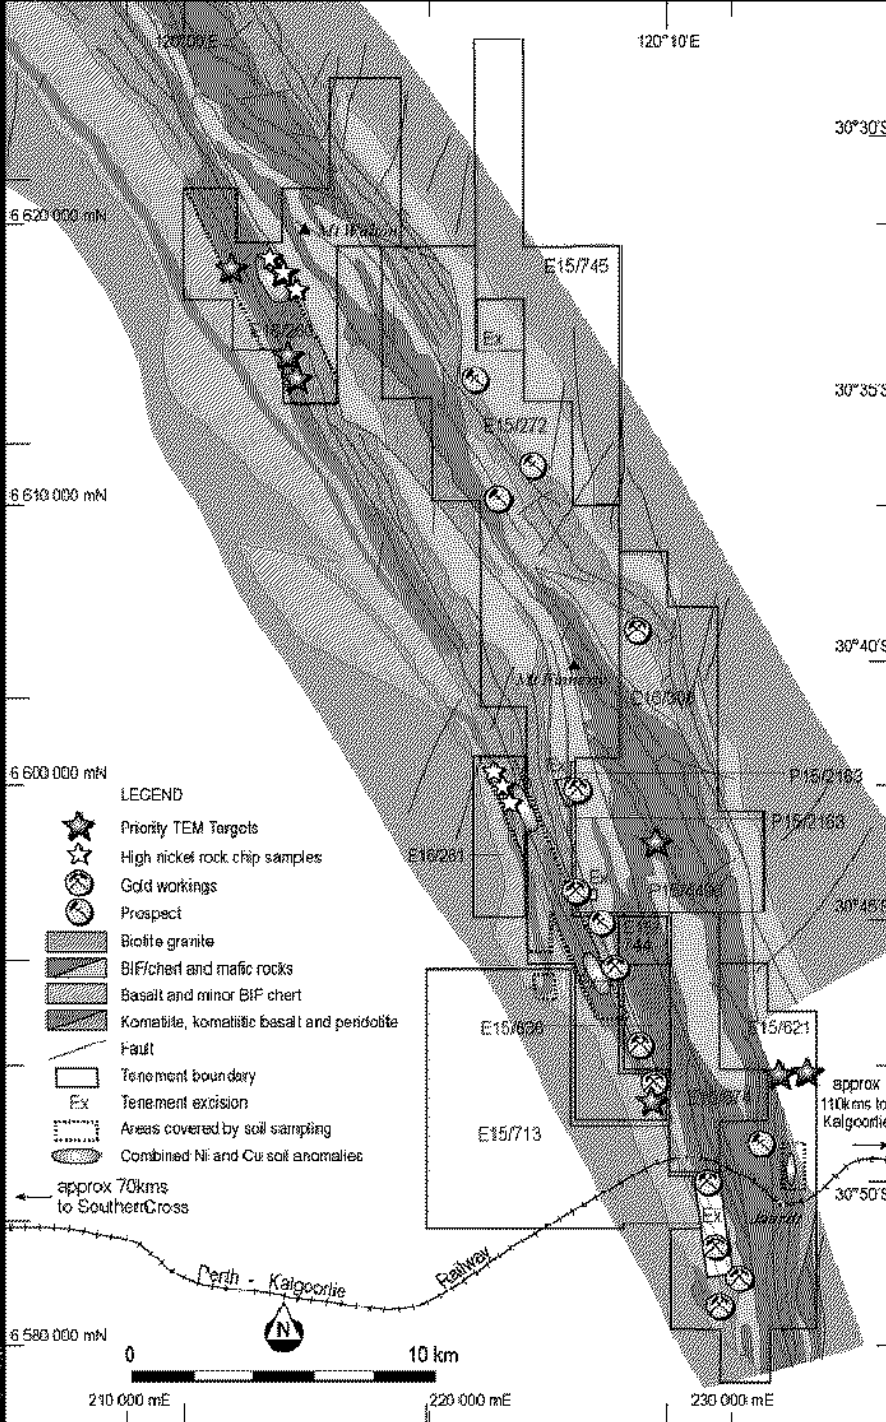 120°00'E
120°10'E
30°30'S
6 620 000 mN
Mt Walton
E15/745
Ex
30°35'S
E15/272
6 610 000 mN
30°40'S
6 600 000 mN
Ex
P15/2163
P15/2163
E16/281
Ex
30°45'S
744
E15/621
E15/713
approx
110kms to
Kalgoorlie
30°50'S
Ex
LEGEND
Priority TEM Targets
High nickel rock chip samples
Gold workings
Prospect
Biotite granite
BIF/chert and mafic rocks
Basalt and minor BIF chert
Komatiite, komatiitic basalt and peridotite
Fault
Tenement boundary
Ex Tenement excision
Areas covered by soil sampling
Combined Ni and Cu soil anomalies
approx 70kms
to SouthernCross
Perth - Kalgoorlie Railway
N
6 580 000 mN
0 10 km
210 000 mE
220 000 mE
230 000 mE